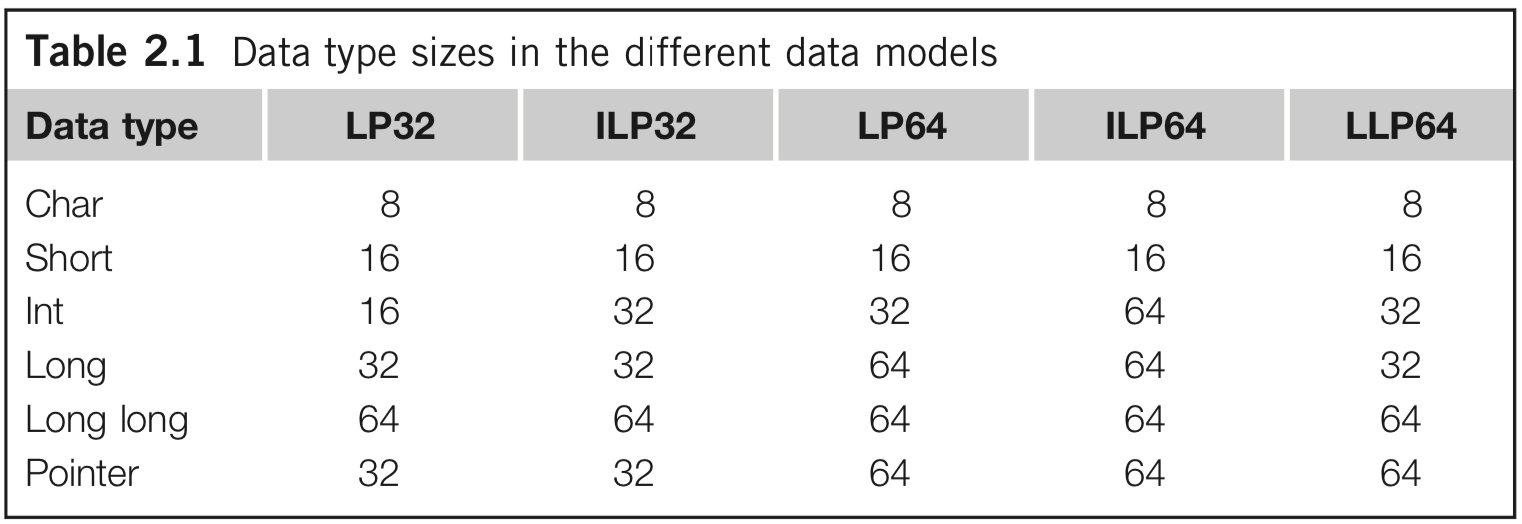 Table 2.1 Data type sizes in the different data models
Data type LP32 ILP32 LP64 ILP64 LLP64
Char 8 8 8 8 8
Short 16 16 16 16 16
Int 16 32 32 64 32
Long 32 32 64 64 32
Long long 64 64 64 64 64
Pointer 32 32 64 64 64